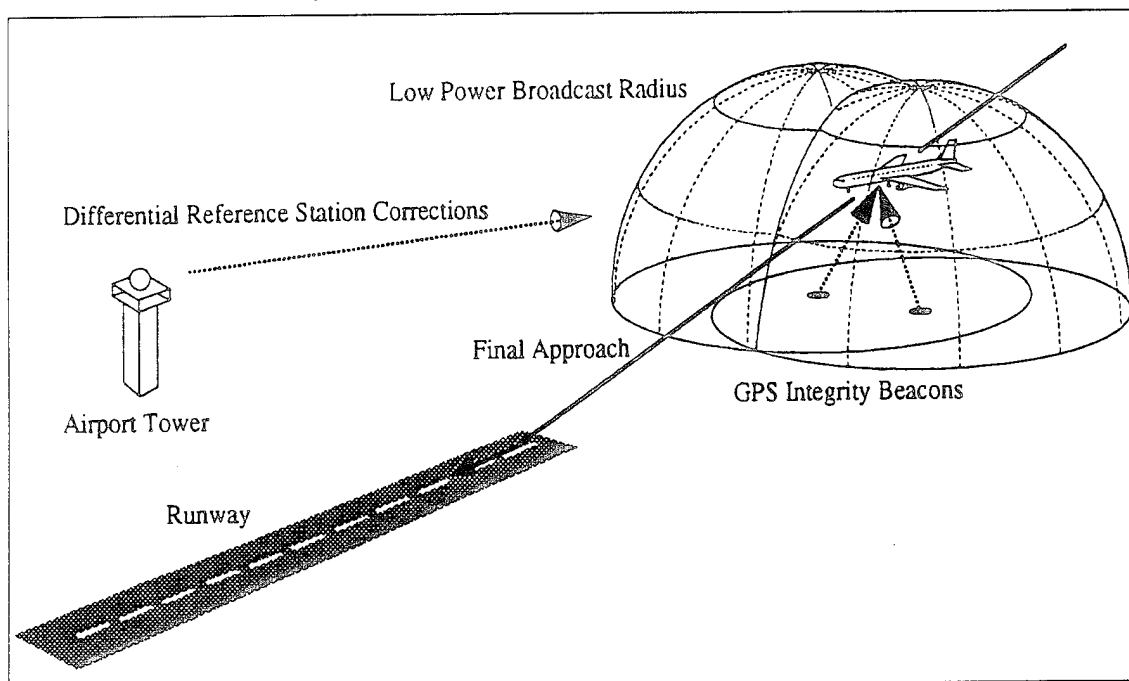 Low Power Broadcast Radius
Differential Reference Station Corrections
Final Approach
GPS Integrity Beacons
Airport Tower
Runway